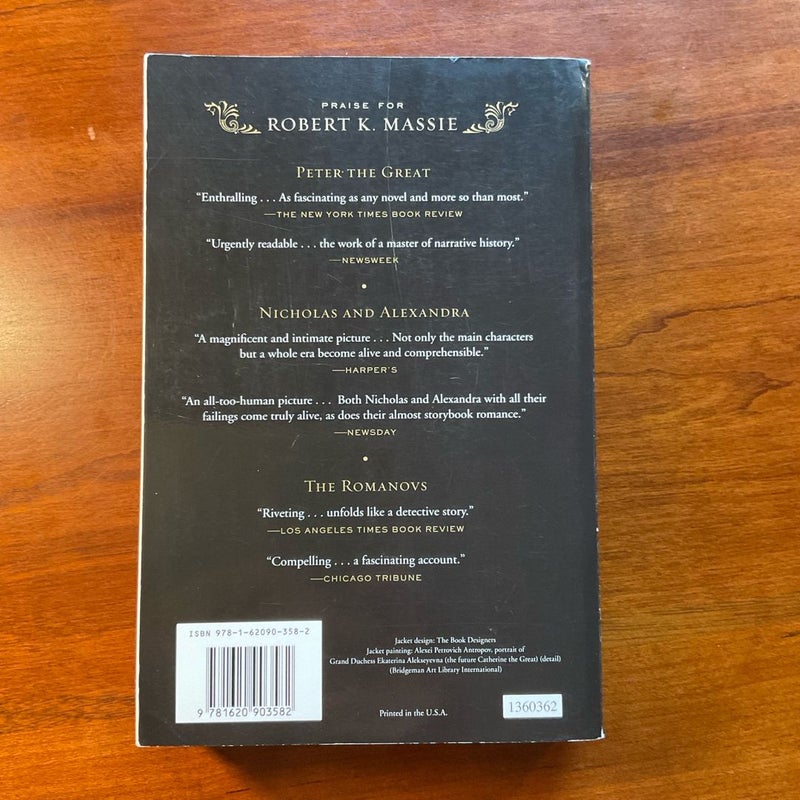 PRAISE FOR
ROBERT K. MASSIE
PETER THE GREAT
“Enthralling . . . As fascinating as any novel and more so than most.”
—THE NEW YORK TIMES BOOK REVIEW
“Urgently readable . . . the work of a master of narrative history.”
—NEWSWEEK
NICHOLAS AND ALEXANDRA
“A magnificent and intimate picture . . . Not only the main characters
but a whole era become alive and comprehensible.”
—HARPER'S
“An all-too-human picture . . . Both Nicholas and Alexandra with all their
failings come truly alive, as does their almost storybook romance.”
—NEWSDAY
THE ROMANOVS
“Riveting . . . unfolds like a detective story.”
—LOS ANGELES TIMES BOOK REVIEW
“Compelling . . . a fascinating account.”
—CHICAGO TRIBUNE
ISBN 978-1-62090-358-2
9 781620 903582
Jacket design: The Book Designers
Jacket painting: Alexei Petrovich Antropov, portrait of
Grand Duchess Ekaterina Alekseyevna (the future Catherine the Great) (detail)
(Bridgeman Art Library International)
Printed in the U.S.A.
1360362